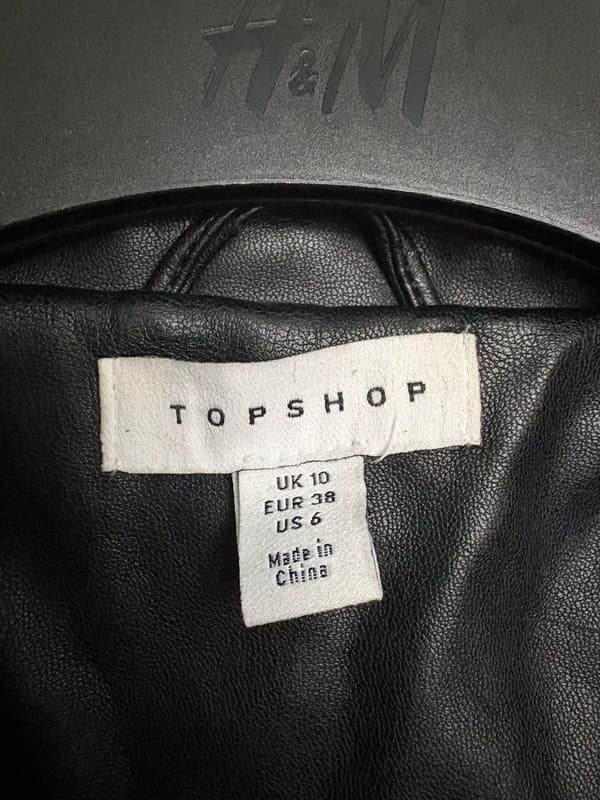 H&M
TOPSHOP
UK 10
EUR 38
US 6
Made in
China